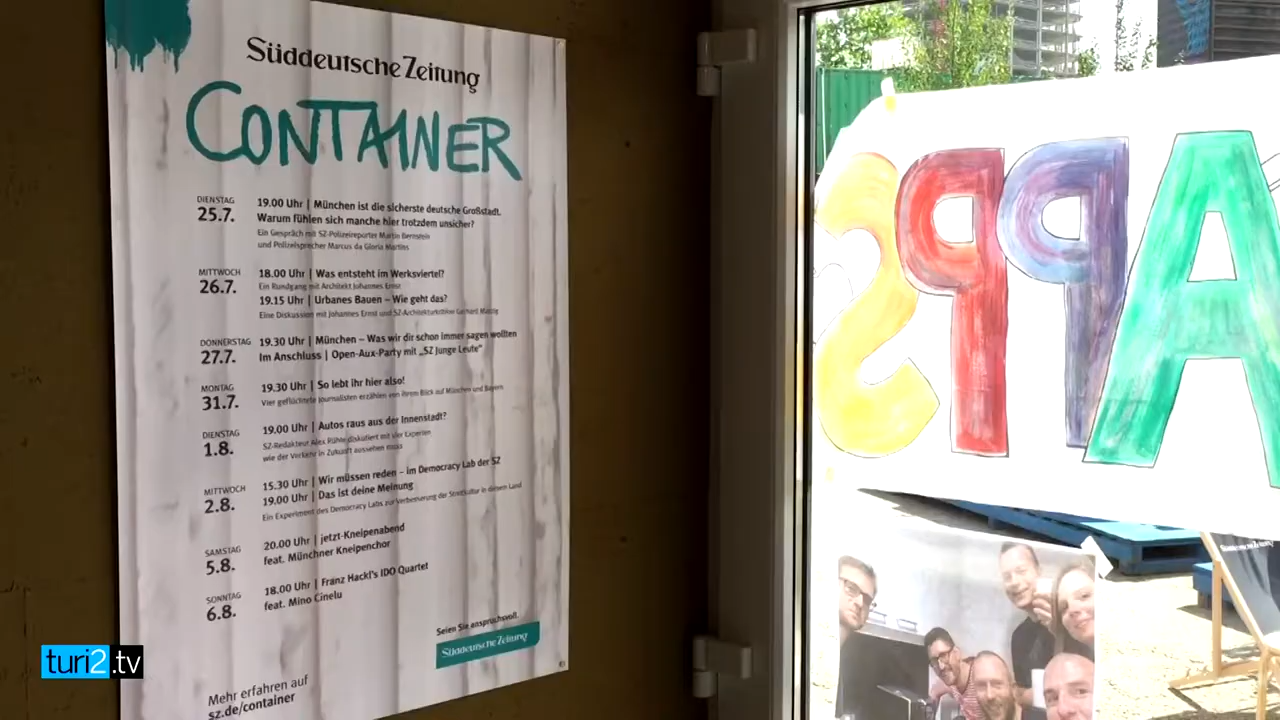 Süddeutsche Zeitung
CONTAINER
DIENSTAG
25.7.
19.00 Uhr | München ist die sicherste deutsche Großstadt.
Warum fühlen sich manche hier trotzdem unsicher?
Ein Gespräch mit SZ-Polizeireporter Martin Bernstein
und Polizeisprecher Marcus da Gloria Martins
MITTWOCH
26.7.
18.00 Uhr | Was entsteht im Werksviertel?
Ein Rundgang mit Architekt Johannes Ernst
19.15 Uhr | Urbanes Bauen – Wie geht das?
Eine Diskussion mit Johannes Ernst und SZ-Architekturkritiker Gerhard Matzig
DONNERSTAG
27.7.
19.30 Uhr | München – Was wir dir schon immer sagen wollten
Im Anschluss | Open-Aux-Party mit „SZ Junge Leute“
MONTAG
31.7.
19.30 Uhr | So lebt ihr hier also!
Vier geflüchtete Journalisten erzählen von ihrem Blick auf München und Bayern
DIENSTAG
1.8.
19.00 Uhr | Autos raus aus der Innenstadt?
SZ-Redakteur Alex Rühle diskutiert mit vier Experten
wie der Verkehr in Zukunft aussehen muss
MITTWOCH
2.8.
15.30 Uhr | Wir müssen reden – im Democracy Lab der SZ
19.00 Uhr | Das ist deine Meinung
Ein Experiment des Democracy Labs zur Verbesserung der Streitkultur in diesem Land
SAMSTAG
5.8.
20.00 Uhr | jetzt-Kneipenabend
feat. Münchner Kneipenchor
SONNTAG
6.8.
18.00 Uhr | Franz Hackl's IDO Quartet
feat. Mino Cinelu
Seien Sie anspruchsvoll.
Süddeutsche Zeitung
Mehr erfahren auf
sz.de/container
APPS
Süddeutsche Zeitung
turi2.tv